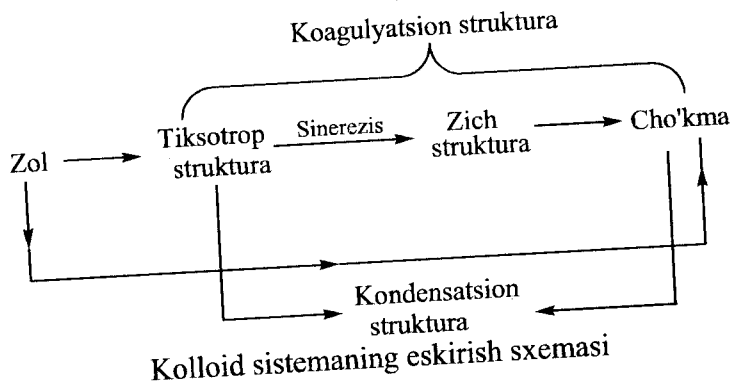 Koagulyatsion struktura
Zol
Tiksotrop
struktura
Sinerezis
Zich
struktura
Cho'kma
Kondensatsion
struktura
Kolloid sistemaning eskirish sxemasi